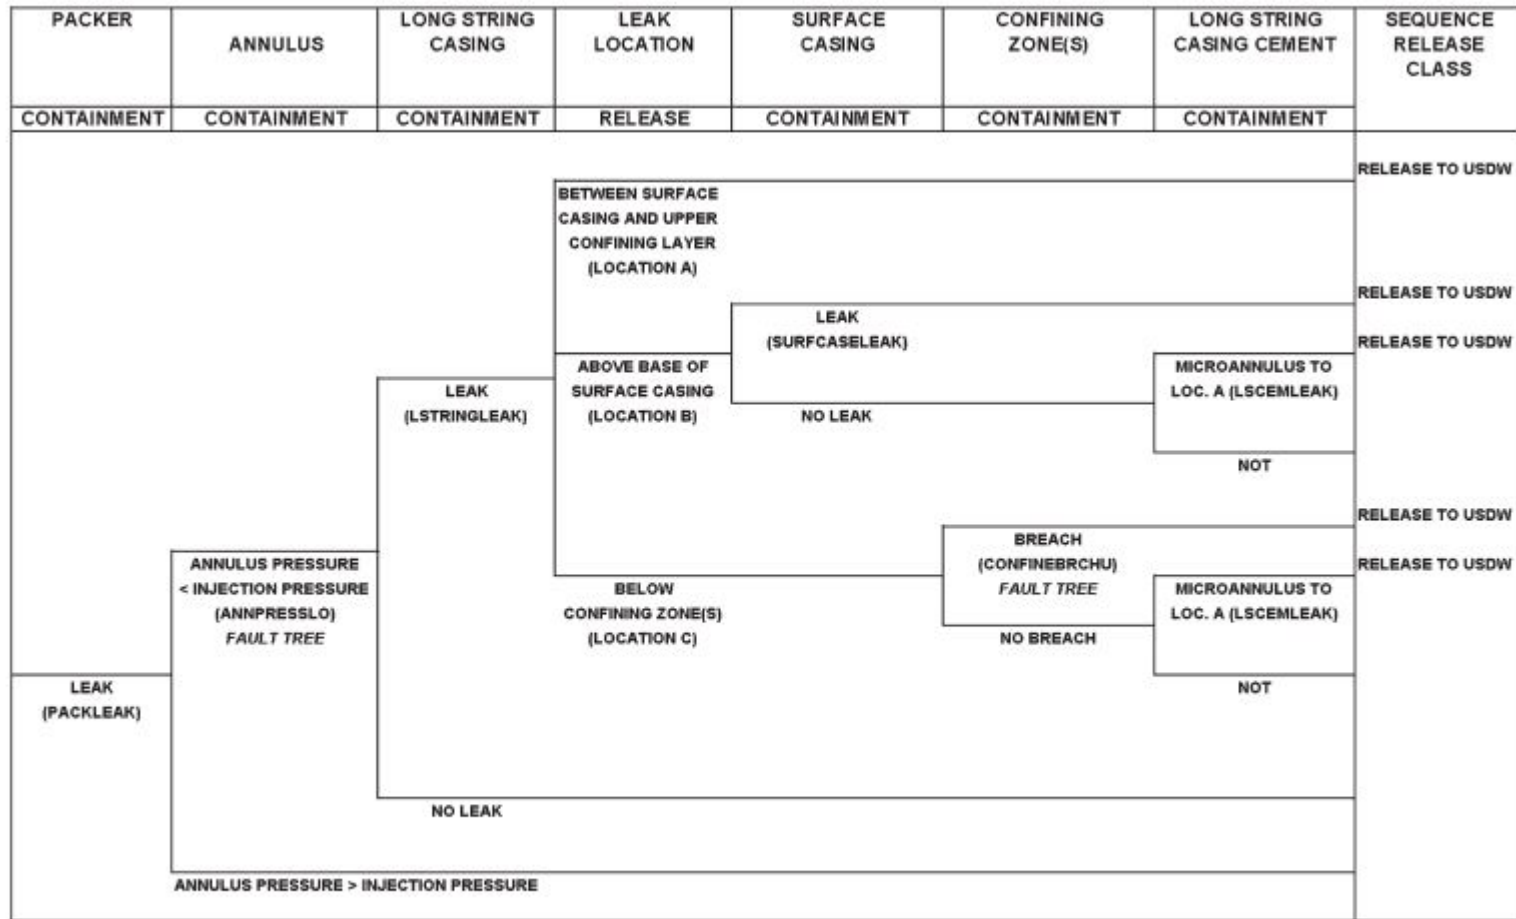 PACKER
ANNULUS
LONG STRING
CASING
LEAK
LOCATION
SURFACE
CASING
CONFINING
ZONE(S)
LONG STRING
CASING CEMENT
SEQUENCE
RELEASE
CLASS
CONTAINMENT
CONTAINMENT
CONTAINMENT
RELEASE
CONTAINMENT
CONTAINMENT
CONTAINMENT
RELEASE TO USDW
BETWEEN SURFACE
CASING AND UPPER
CONFINING LAYER
(LOCATION A)
RELEASE TO USDW
LEAK
(SURFCASELEAK)
RELEASE TO USDW
LEAK
(LSTRINGLEAK)
ABOVE BASE OF
SURFACE CASING
(LOCATION B)
NO LEAK
MICROANNULUS TO
LOC. A (LSCEMLEAK)
NOT
RELEASE TO USDW
ANNULUS PRESSURE
< INJECTION PRESSURE
(ANNPRESSLO)
FAULT TREE
BELOW
CONFINING ZONE(S)
(LOCATION C)
BREACH
(CONFINEBRCHU)
FAULT TREE
RELEASE TO USDW
NO BREACH
MICROANNULUS TO
LOC. A (LSCEMLEAK)
NOT
LEAK
(PACKLEAK)
NO LEAK
ANNULUS PRESSURE > INJECTION PRESSURE